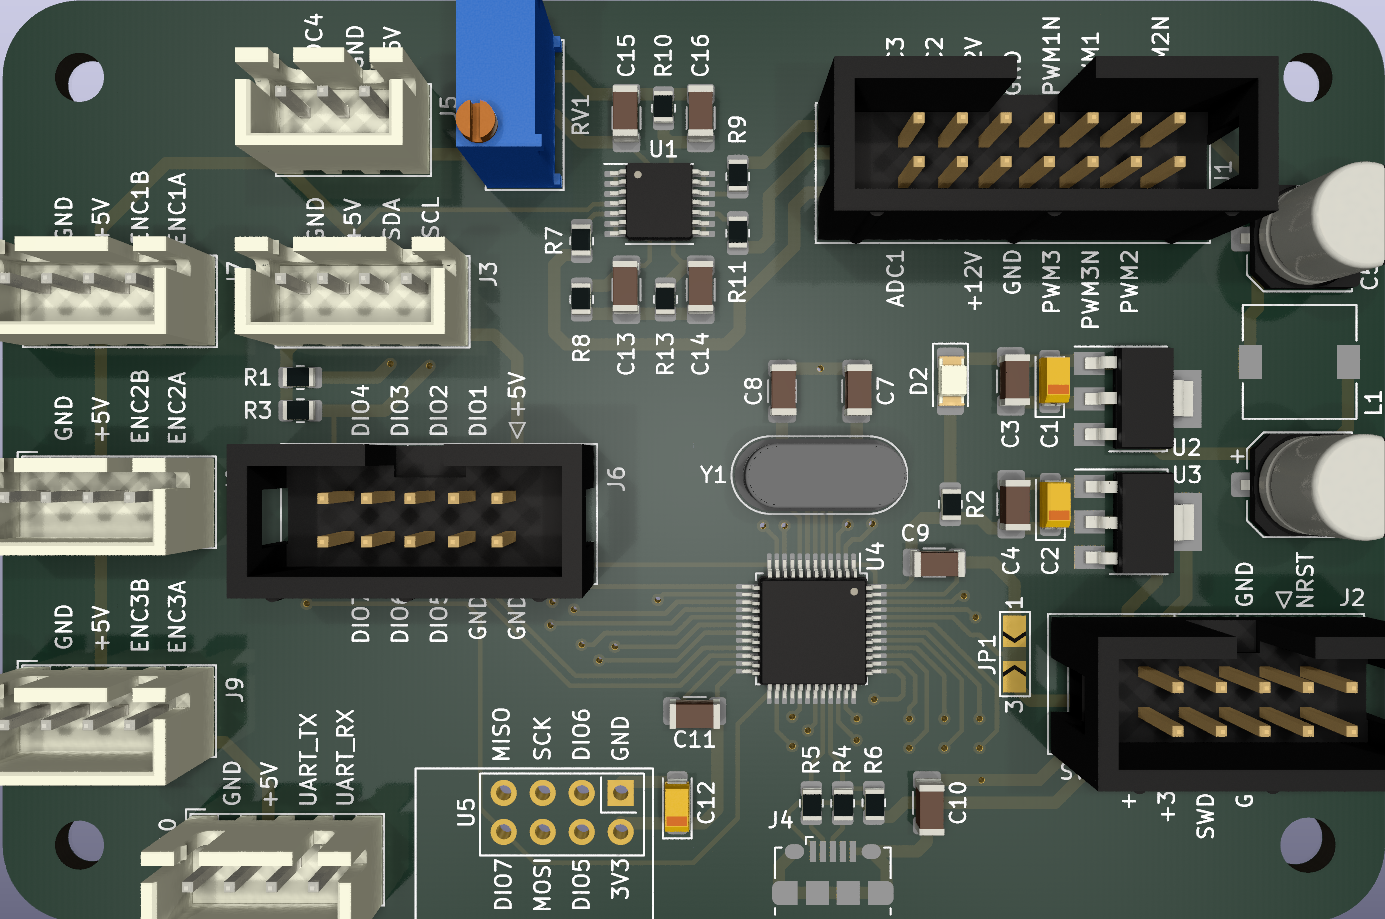 GND
C15
R10
C16
PWM1N
J5
RV1
R9
U1
GND
+5V
ENC1B
ENC1A
GND
+5V
SDA
SCL
J3
R7
R11
ADC1
+12V
GND
PWM3
PWM3N
PWM2
J1
R8
C13
R13
C14
R1
R3
GND
+5V
ENC2B
ENC2A
DIO4
DIO3
DIO2
DIO1
+5V
C8
C7
D2
C3
C1
U2
L1
J6
Y1
R2
C4
C2
U3
+
C9
U4
GND
+5V
ENC3B
ENC3A
GND
GND
GND
NRST
J2
JP1
1
3
J9
C11
MISO
SCK
DIO6
GND
GND
+5V
UART_TX
UART_RX
U5
C12
R5
R4
R6
C10
J4
SWD
DIO7
MOSI
DIO5
3V3